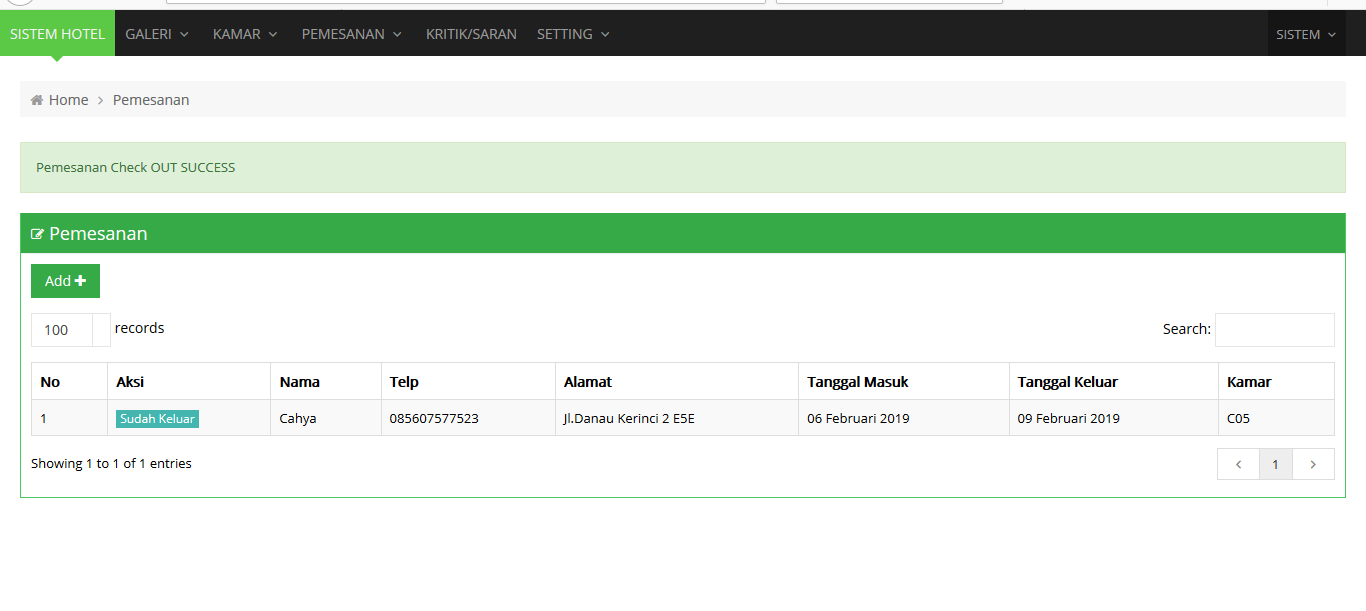 SISTEM HOTEL GALERI KAMAR PEMESANAN KRITIK/SARAN SETTING SISTEM
Home > Pemesanan
Pemesanan Check OUT SUCCESS
Pemesanan
Add +
100 records Search:
No Aksi Nama Telp Alamat Tanggal Masuk Tanggal Keluar Kamar
1 Sudah Keluar Cahya 085607577523 Jl.Danau Kerinci 2 E5E 06 Februari 2019 09 Februari 2019 C05
Showing 1 to 1 of 1 entries < 1 >